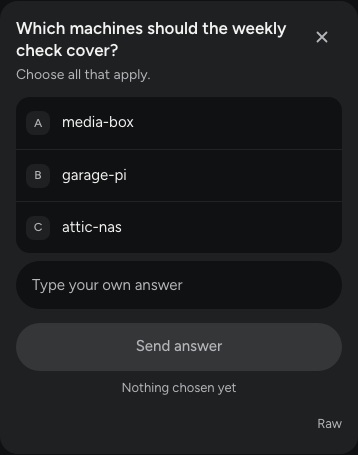 Which machines should the weekly
check cover?
Choose all that apply.
A media-box
B garage-pi
C attic-nas
Type your own answer
Send answer
Nothing chosen yet
Raw